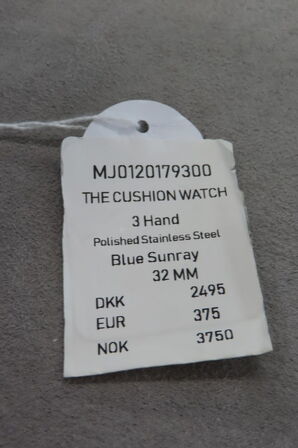 MJ0120179300
THE CUSHION WATCH
3 Hand
Polished Stainless Steel
Blue Sunray
32 MM
DKK 2495
EUR 375
NOK 3750